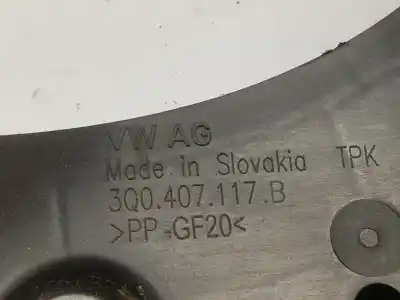 VW AG
Made in Slovakia TPK
3Q0.407.117.B
>PP-GF20<